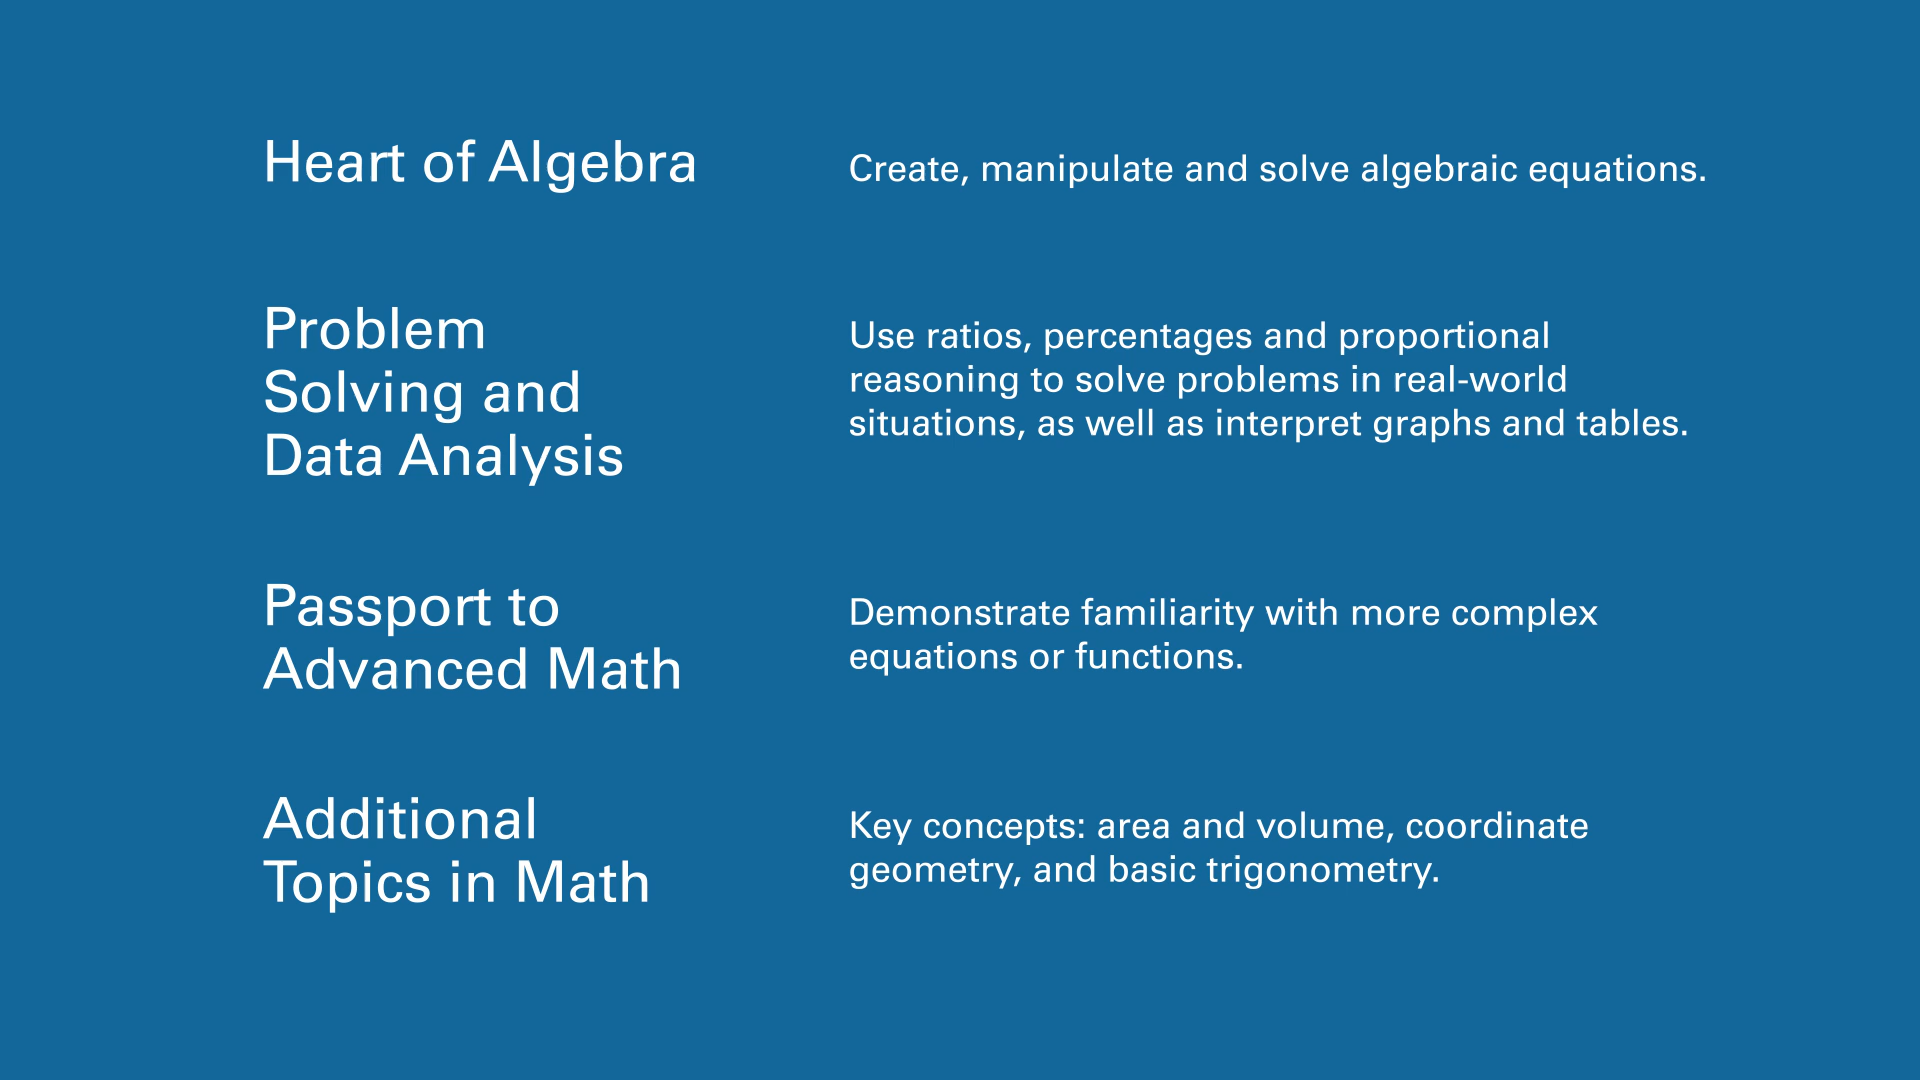 Heart of Algebra
Create, manipulate and solve algebraic equations.
Problem
Solving and
Data Analysis
Use ratios, percentages and proportional
reasoning to solve problems in real-world
situations, as well as interpret graphs and tables.
Passport to
Advanced Math
Demonstrate familiarity with more complex
equations or functions.
Additional
Topics in Math
Key concepts: area and volume, coordinate
geometry, and basic trigonometry.